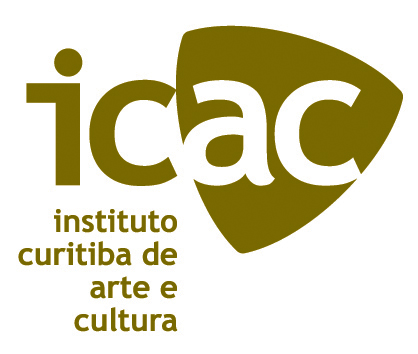 icac
instituto
curitiba de
arte e
cultura